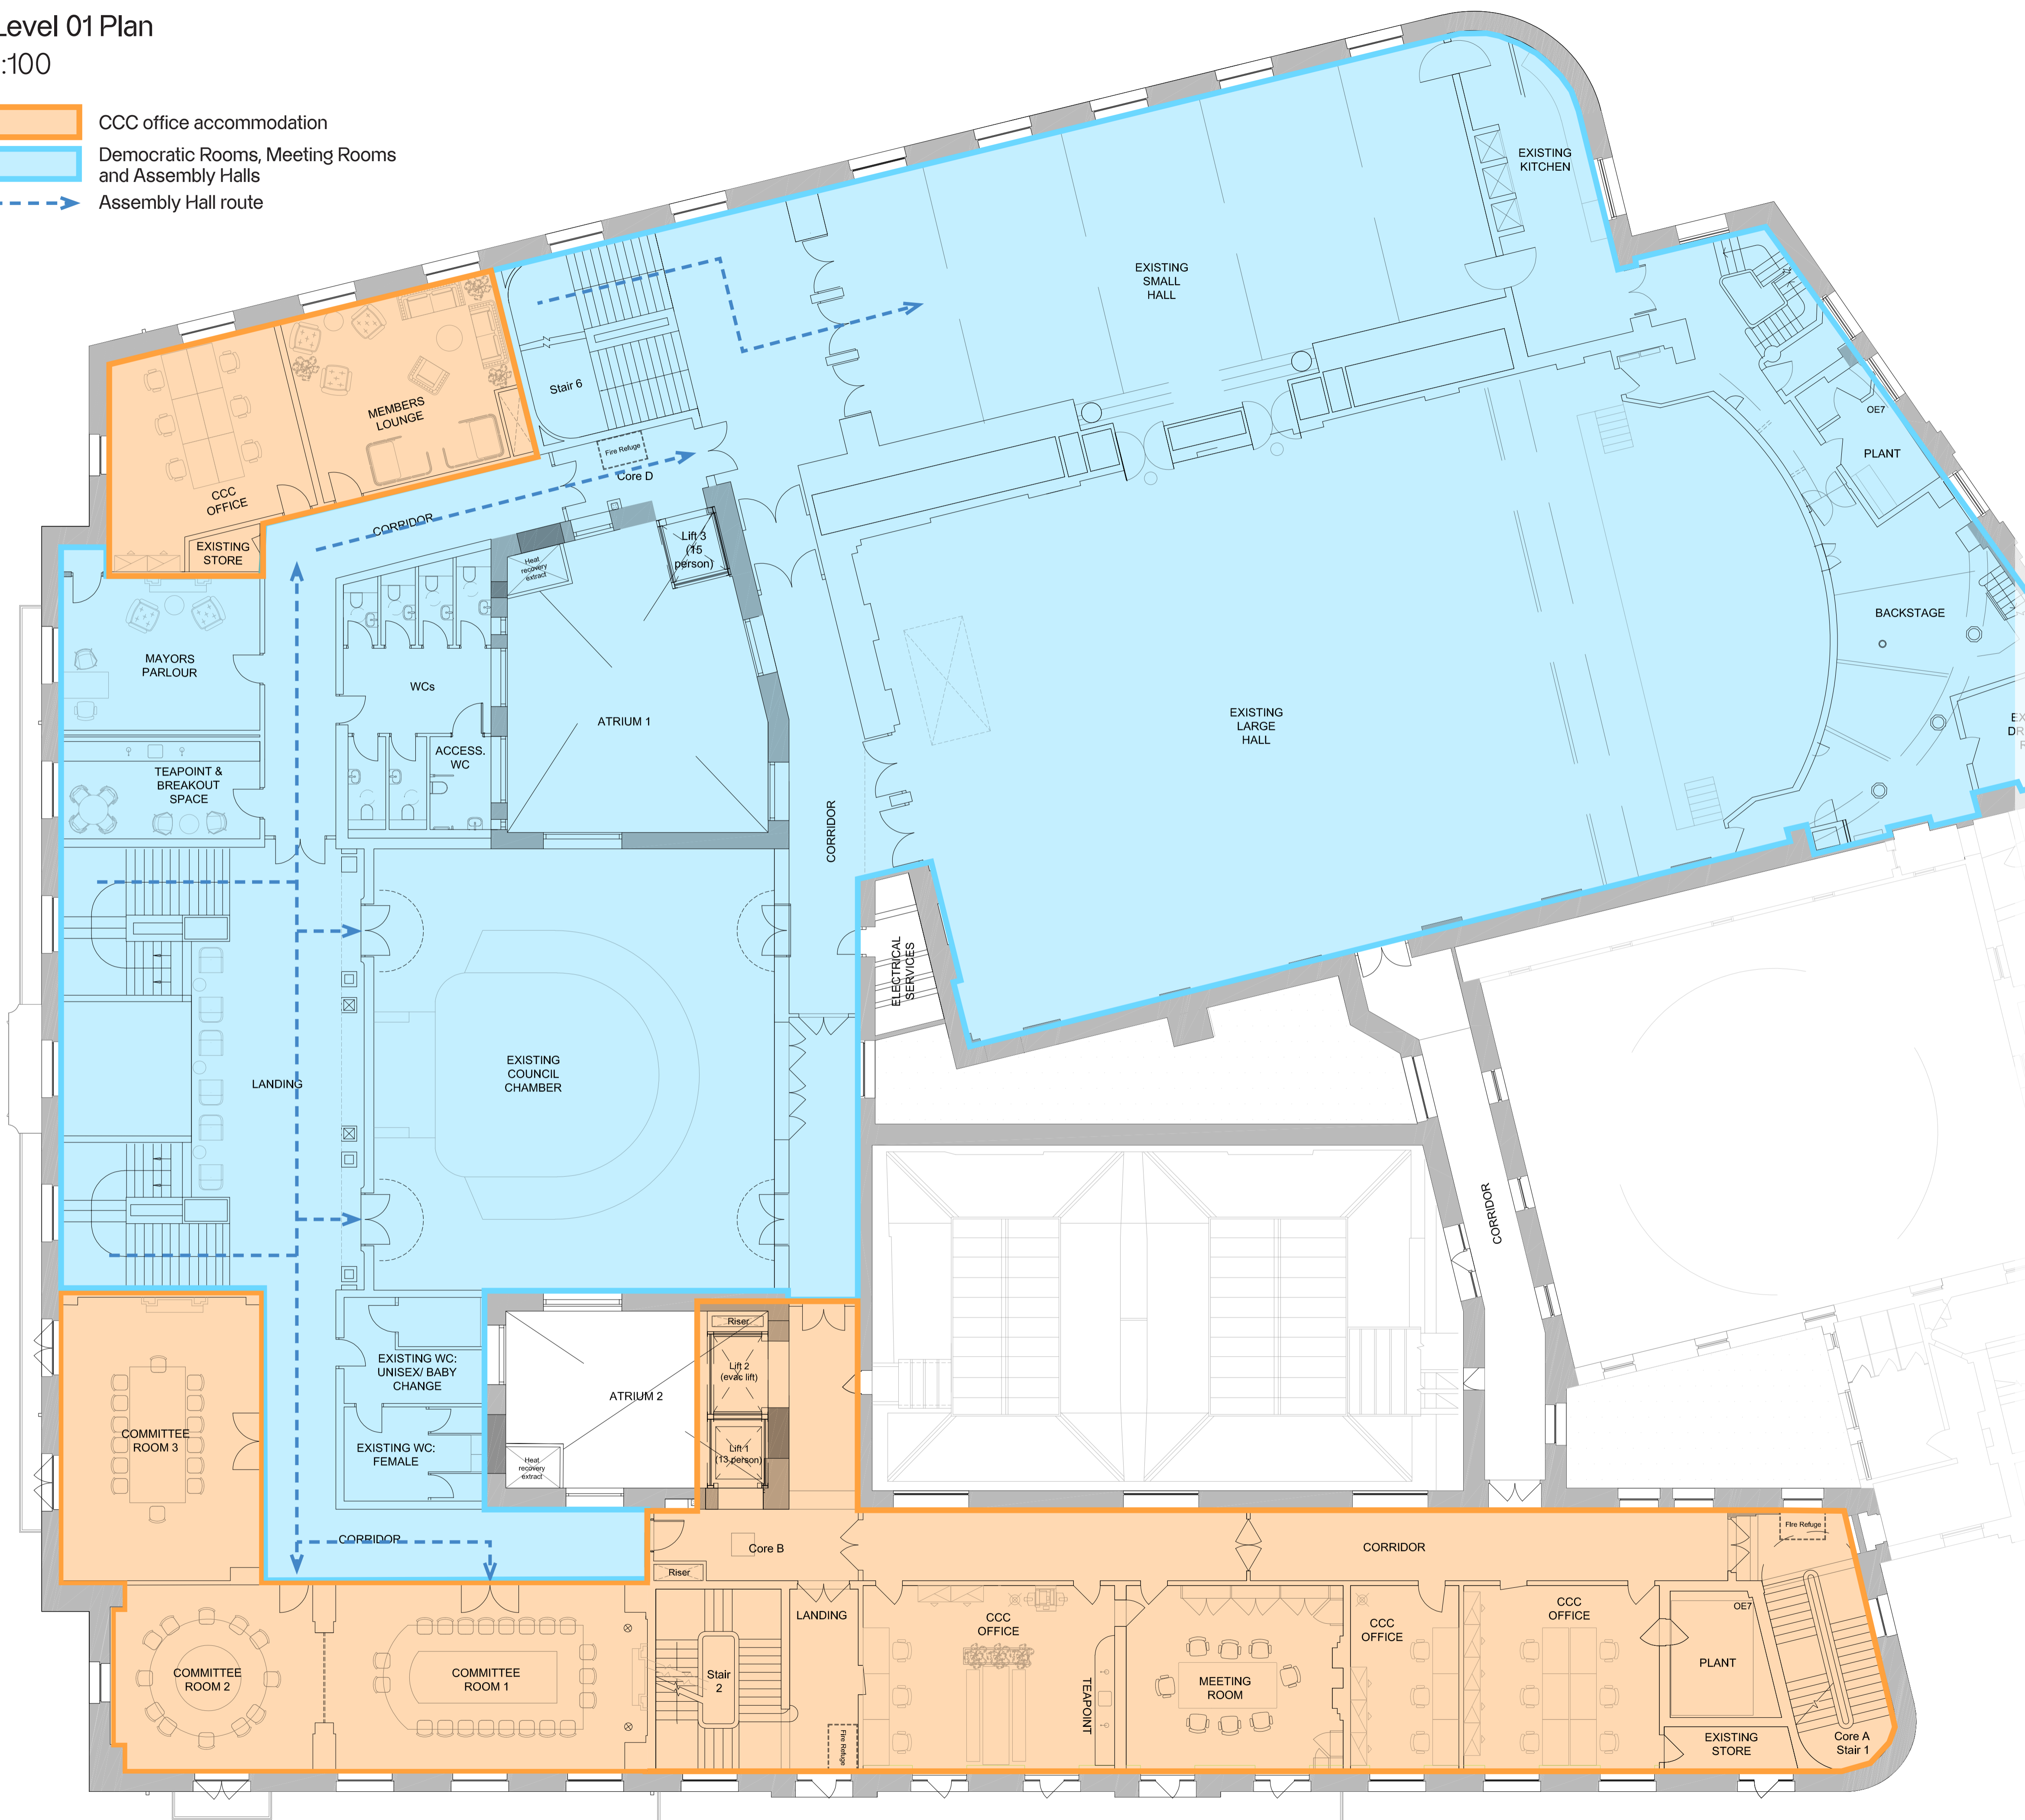 Level 01 Plan
:100
CCC office accommodation
Democratic Rooms, Meeting Rooms
and Assembly Halls
Assembly Hall route
EXISTING
KITCHEN
EXISTING
SMALL
HALL
Stair 6
MEMBERS
LOUNGE
CCC
OFFICE
EXISTING
STORE
Fire Refuge
Core D
CORRIDOR
Lift 3
(15
person)
Heat
recovery
extract
OE7
PLANT
BACKSTAGE
MAYORS
PARLOUR
WCs
ATRIUM 1
EXISTING
LARGE
HALL
ACCESS.
WC
TEAPOINT &
BREAKOUT
SPACE
CORRIDOR
ELECTRICAL
SERVICES
LANDING
EXISTING
COUNCIL
CHAMBER
CORRIDOR
Riser
Lift 2
(evac lift)
EXISTING WC:
UNISEX/ BABY
CHANGE
ATRIUM 2
COMMITTEE
ROOM 3
EXISTING WC:
FEMALE
Lift 1
(13 person)
Heat
recovery
extract
CORRIDOR
Core B
CORRIDOR
Fire Refuge
Riser
LANDING
CCC
OFFICE
CCC
OFFICE
CCC
OFFICE
OE7
COMMITTEE
ROOM 2
COMMITTEE
ROOM 1
Stair
2
TEAPOINT
MEETING
ROOM
PLANT
Fire Refuge
EXISTING
STORE
Core A
Stair 1